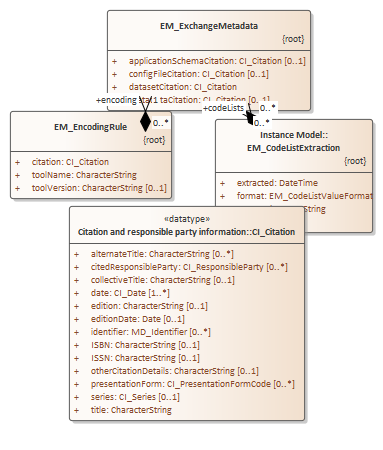 EM_ExchangeMetadata
{root}
+ applicationSchemaCitation: CI_Citation [0..1]
+ configFileCitation: CI_Citation [0..1]
+ datasetCitation: CI_Citation
taCitation: CI_Citation [0..1]
+encoding
+codeLists
0..*
0..*
0..*
EM_EncodingRule
{root}
+ citation: CI_Citation
+ toolName: CharacterString
+ toolVersion: CharacterString [0..1]
Instance Model::
EM_CodeListExtraction
{root}
+ extracted: DateTime
+ format: EM_CodeListValueFormat
«datatype»
Citation and responsible party information::CI_Citation
+ alternateTitle: CharacterString [0..*]
+ citedResponsibleParty: CI_ResponsibleParty [0..*]
+ collectiveTitle: CharacterString [0..1]
+ date: CI_Date [1..*]
+ edition: CharacterString [0..1]
+ editionDate: Date [0..1]
+ identifier: MD_Identifier [0..*]
+ ISBN: CharacterString [0..1]
+ ISSN: CharacterString [0..1]
+ otherCitationDetails: CharacterString [0..1]
+ presentationForm: CI_PresentationFormCode [0..*]
+ series: CI_Series [0..1]
+ title: CharacterString